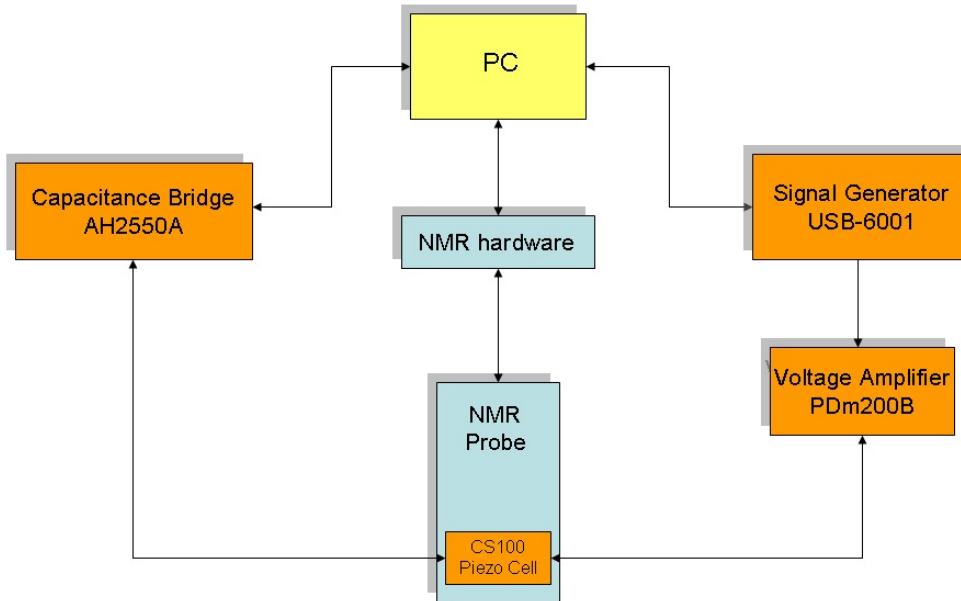 PC
Capacitance Bridge
AH2550A
Signal Generator
USB-6001
NMR hardware
Voltage Amplifier
PDm200B
NMR
Probe
CS100
Piezo Cell